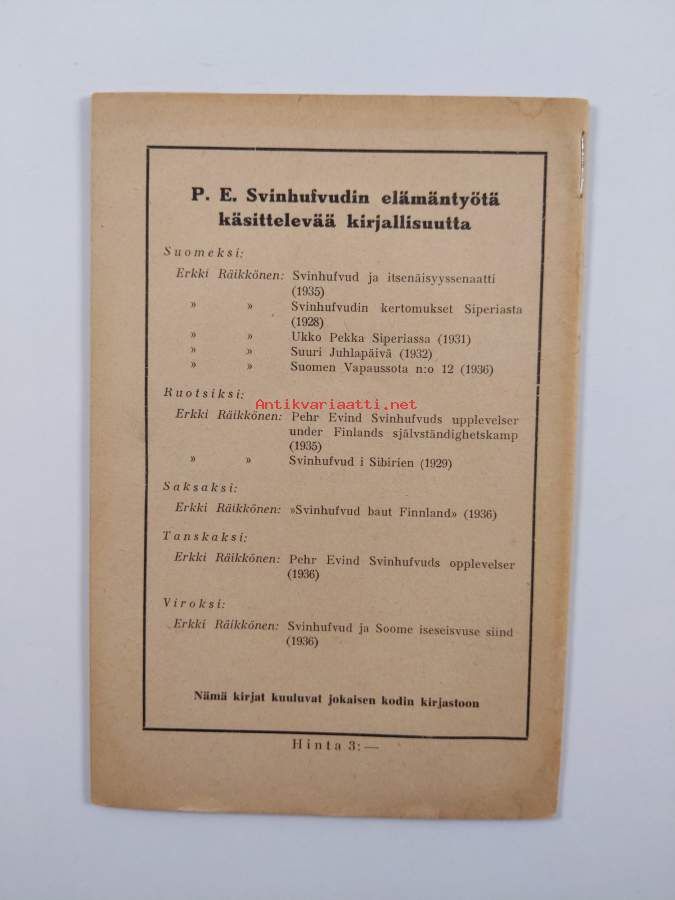 P. E. Svinhufvudin elämäntyötä
käsittelevää kirjallisuutta
Suomeksi:
Erkki Räikkönen: Svinhufvud ja itsenäisyyssenaatti
(1935)
» » Svinhufvudin kertomukset Siperiasta
(1928)
» » Ukko Pekka Siperiassa (1931)
» » Suuri Juhlapäivä (1932)
» » Suomen Vapaussota n:o 12 (1936)
Ruotsiksi:
Antikvariaatti.net
Erkki Räikkönen: Pehr Evind Svinhufvuds upplevelser
under Finlands självständighetskamp
(1935)
» » Svinhufvud i Sibirien (1929)
Saksaksi:
Erkki Räikkönen: »Svinhufvud baut Finnland» (1936)
Tanskaksi:
Erkki Räikkönen: Pehr Evind Svinhufvuds opplevelser
(1936)
Viroksi:
Erkki Räikkönen: Svinhufvud ja Soome iseseisvuse siind
(1936)
Nämä kirjat kuuluvat jokaisen kodin kirjastoon
Hinta 3:—